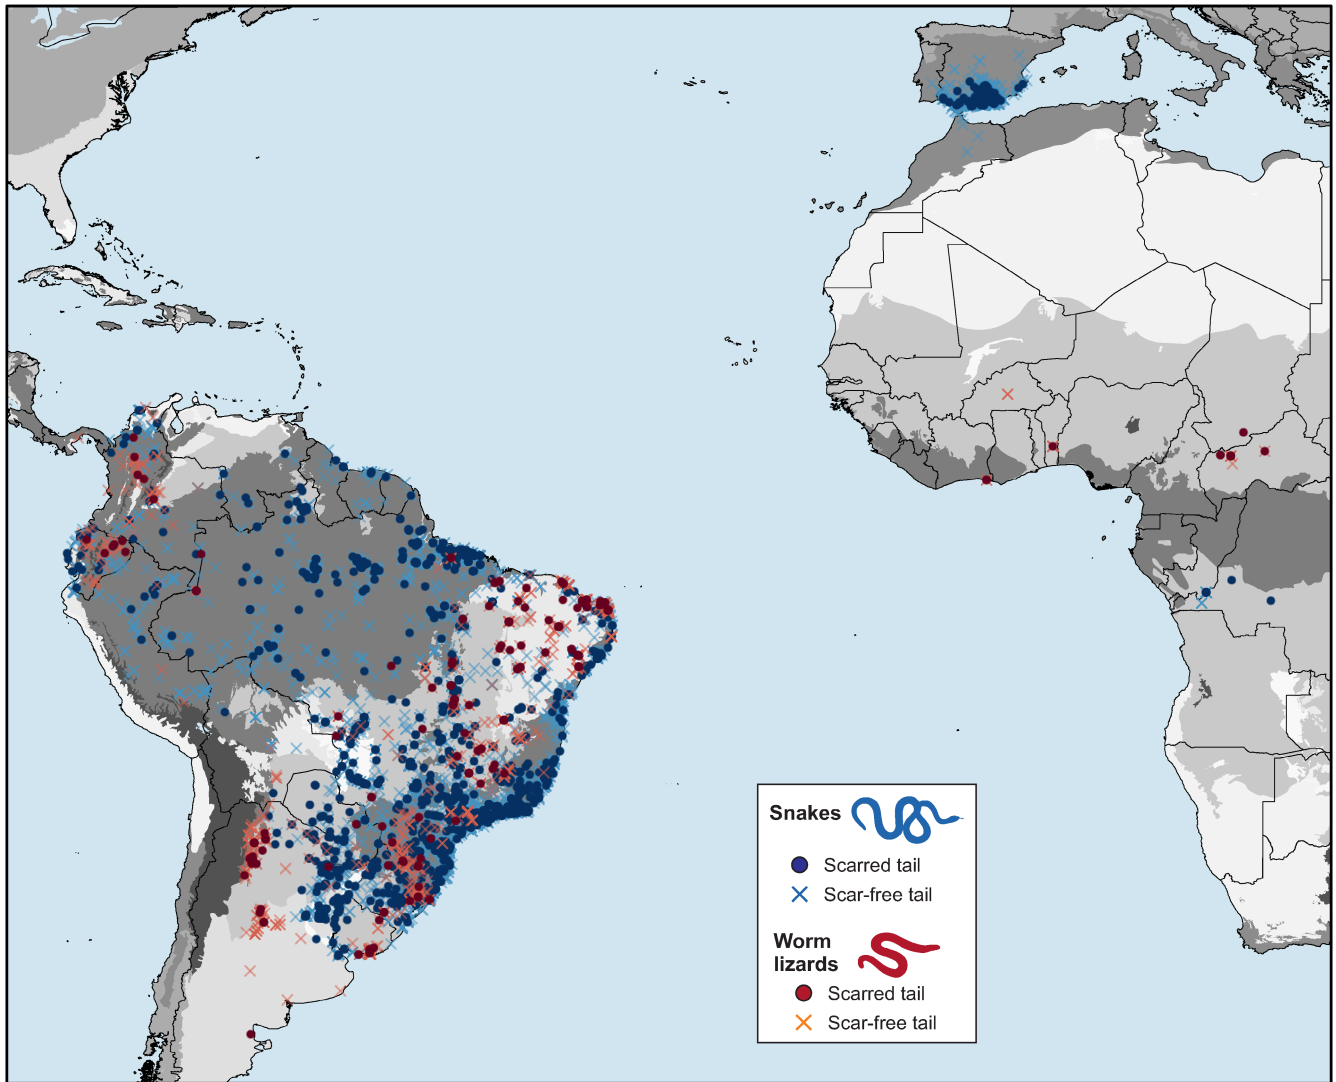 Snakes
Scarred tail
Scar-free tail
Worm
lizards
Scarred tail
Scar-free tail